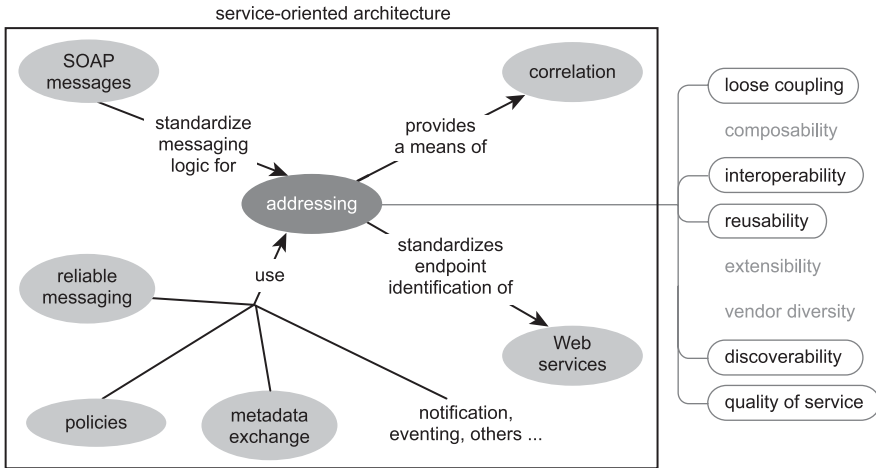 service-oriented architecture
SOAP
messages
correlation
standardize
messaging
logic for
provides
a means of
addressing
standardizes
endpoint
identification of
use
reliable
messaging
Web
services
policies
metadata
exchange
notification,
eventing, others ...
loose coupling
composability
interoperability
reusability
extensibility
vendor diversity
discoverability
quality of service